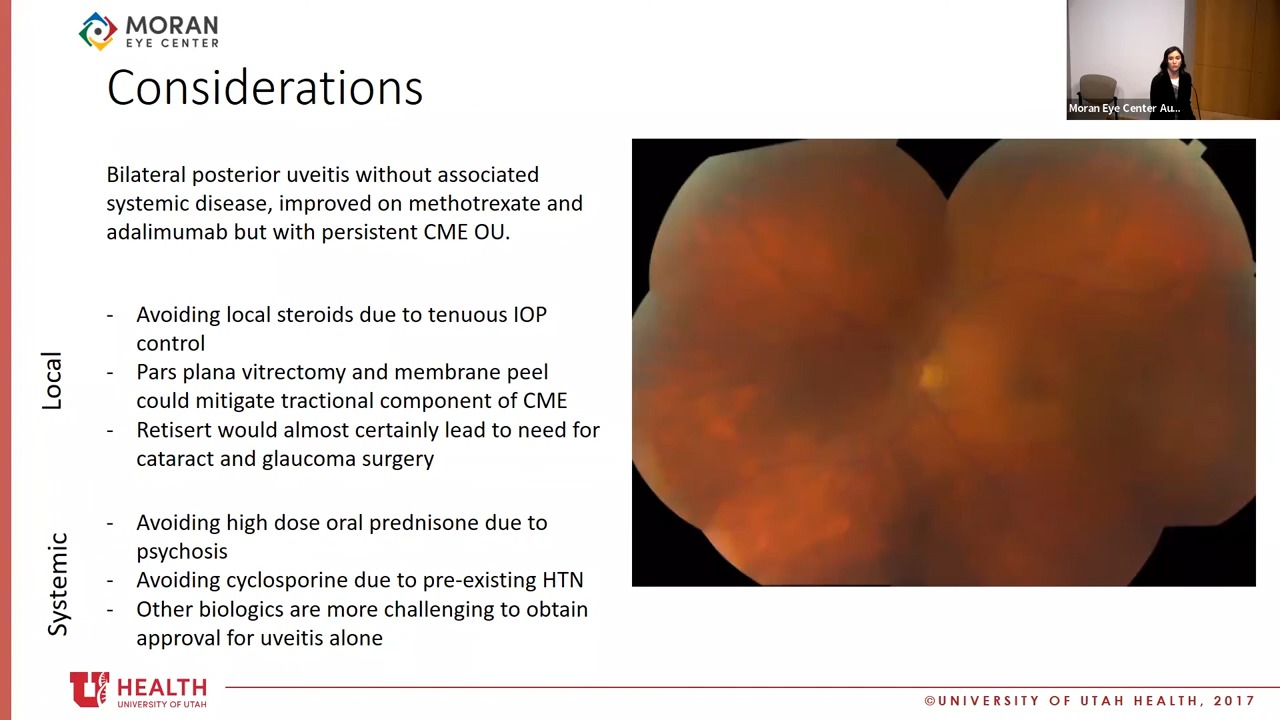 MORAN
EYE CENTER
Considerations
Moran Eye Center Au...
Bilateral posterior uveitis without associated
systemic disease, improved on methotrexate and
adalimumab but with persistent CME OU.
Local
- Avoiding local steroids due to tenuous IOP
control
- Pars plana vitrectomy and membrane peel
could mitigate tractional component of CME
- Retisert would almost certainly lead to need for
cataract and glaucoma surgery
Systemic
- Avoiding high dose oral prednisone due to
psychosis
- Avoiding cyclosporine due to pre-existing HTN
- Other biologics are more challenging to obtain
approval for uveitis alone
U HEALTH
UNIVERSITY OF UTAH
©UNIVERSITY OF UTAH HEALTH, 2017